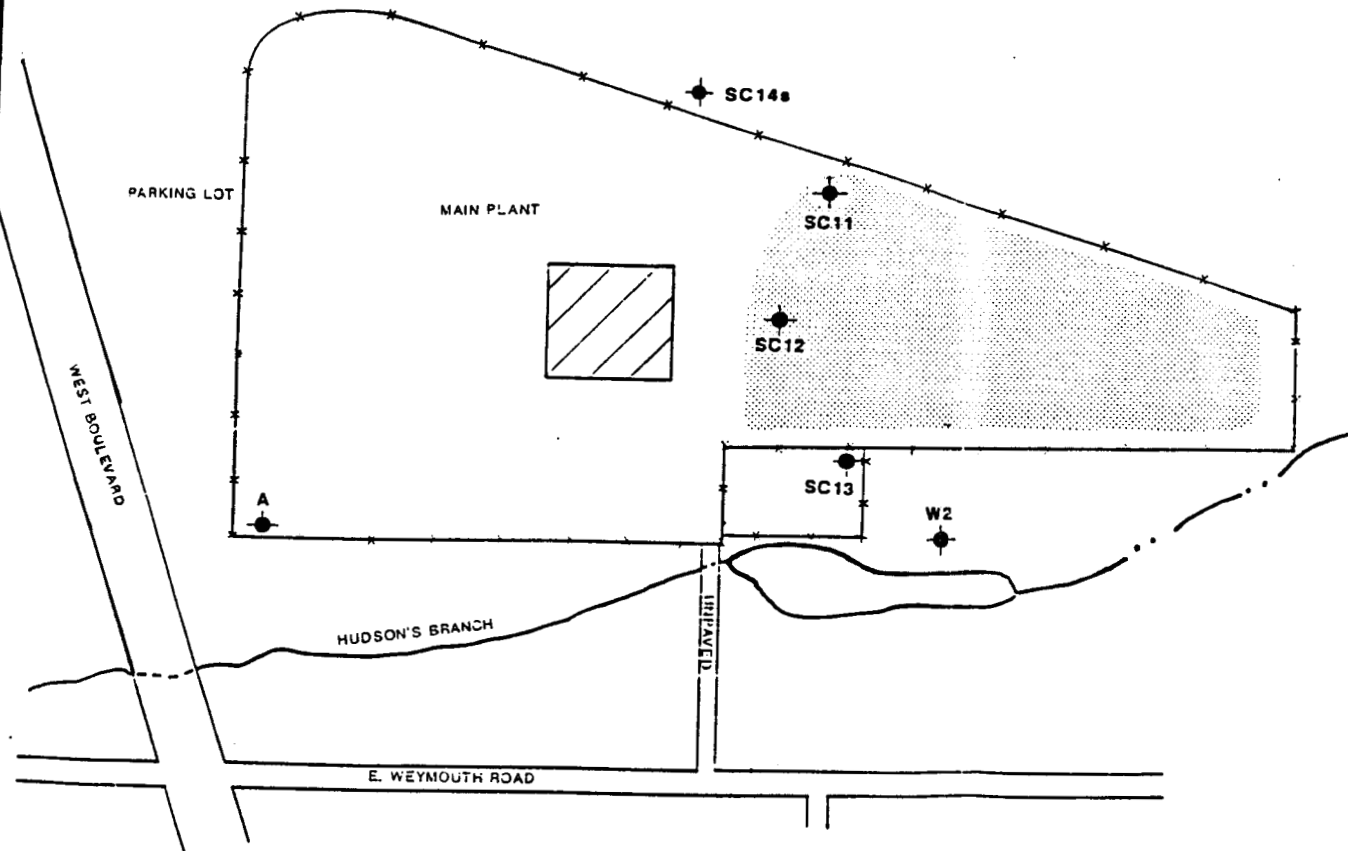 SC14s
PARKING LOT
MAIN PLANT
SC11
SC12
WEST BOULEVARD
A
SC13
W2
HUDSON'S BRANCH
UNPAVED
E. WEYMOUTH ROAD